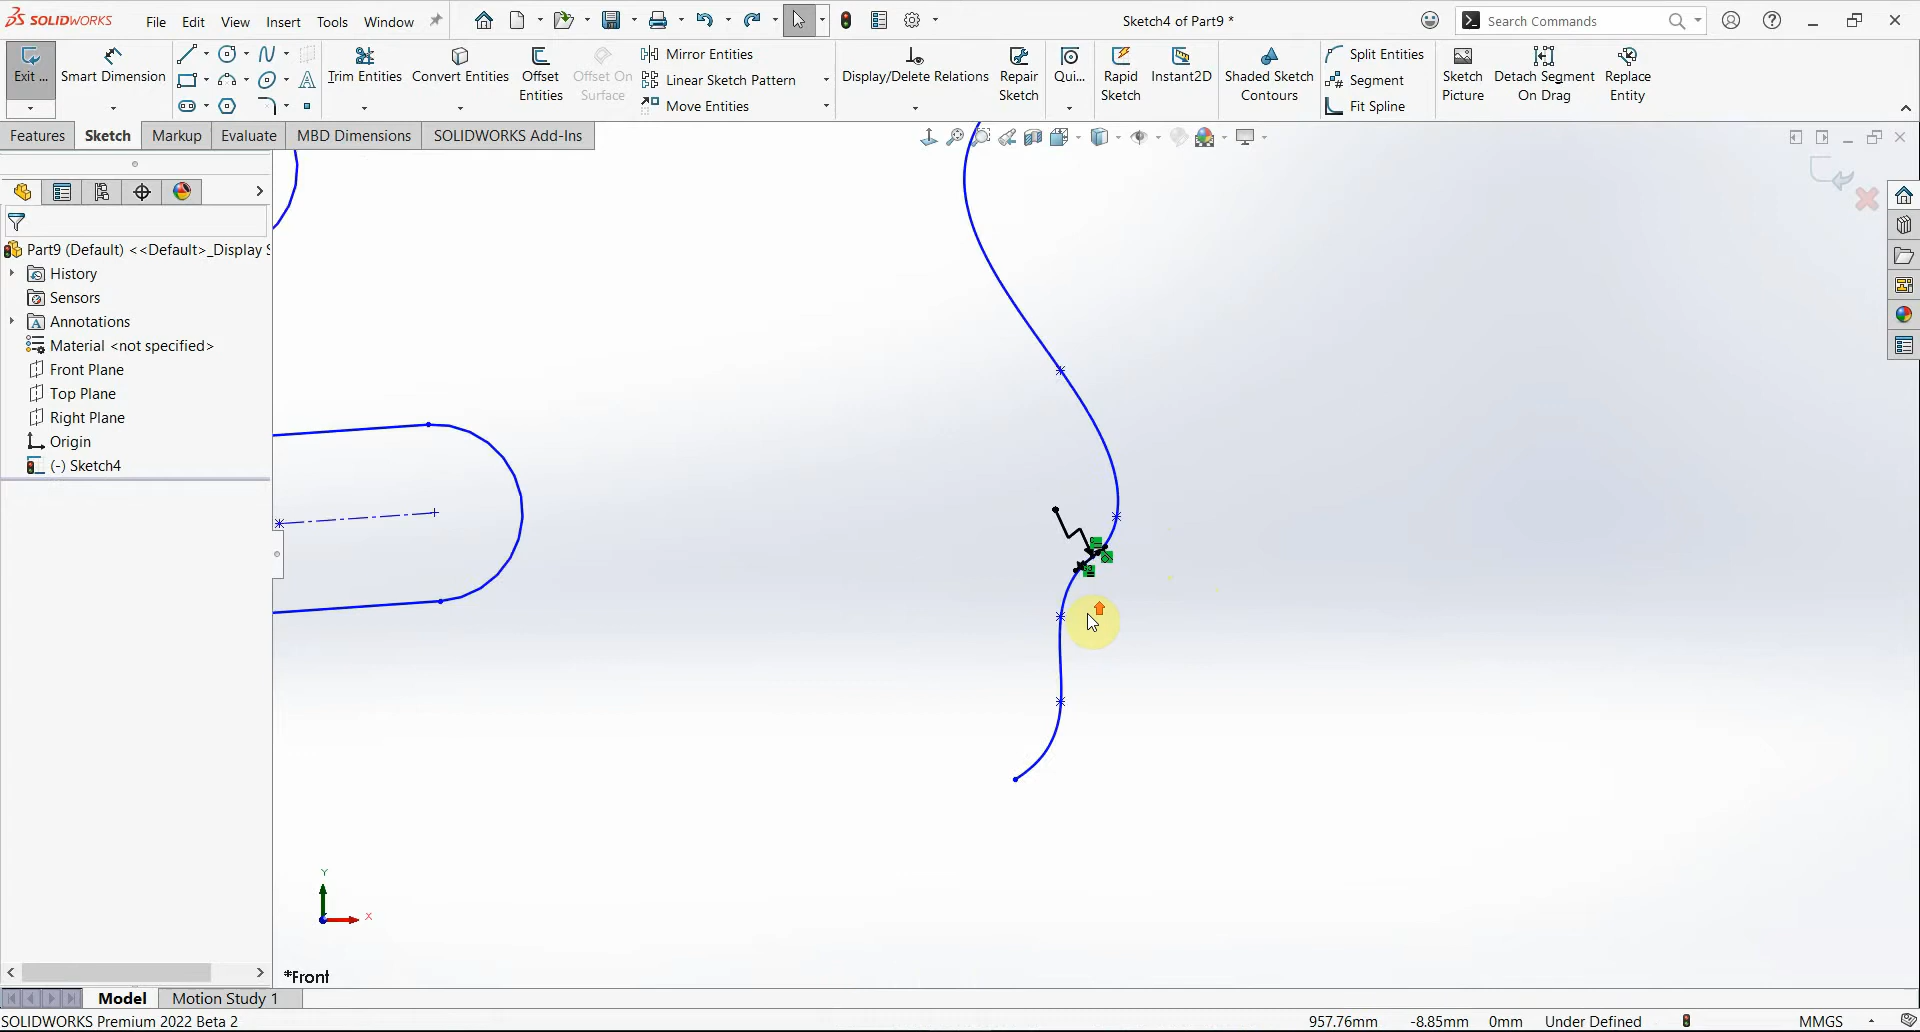 SOLIDWORKS File Edit View Insert Tools Window Sketch4 of Part9 * Search Commands
Exit ... Smart Dimension Trim Entities Convert Entities Offset Entities Offset On Surface Mirror Entities Linear Sketch Pattern Move Entities Display/Delete Relations Repair Sketch Qui... Rapid Sketch Instant2D Shaded Sketch Contours Split Entities Segment Fit Spline Sketch Picture Detach Segment On Drag Replace Entity
Features Sketch Markup Evaluate MBD Dimensions SOLIDWORKS Add-Ins
Part9 (Default) <<Default>_Display S
History
Sensors
Annotations
Material <not specified>
Front Plane
Top Plane
Right Plane
Origin
(-) Sketch4
Y
X
*Front
Model Motion Study 1
SOLIDWORKS Premium 2022 Beta 2 957.76mm -8.85mm 0mm Under Defined MMGS